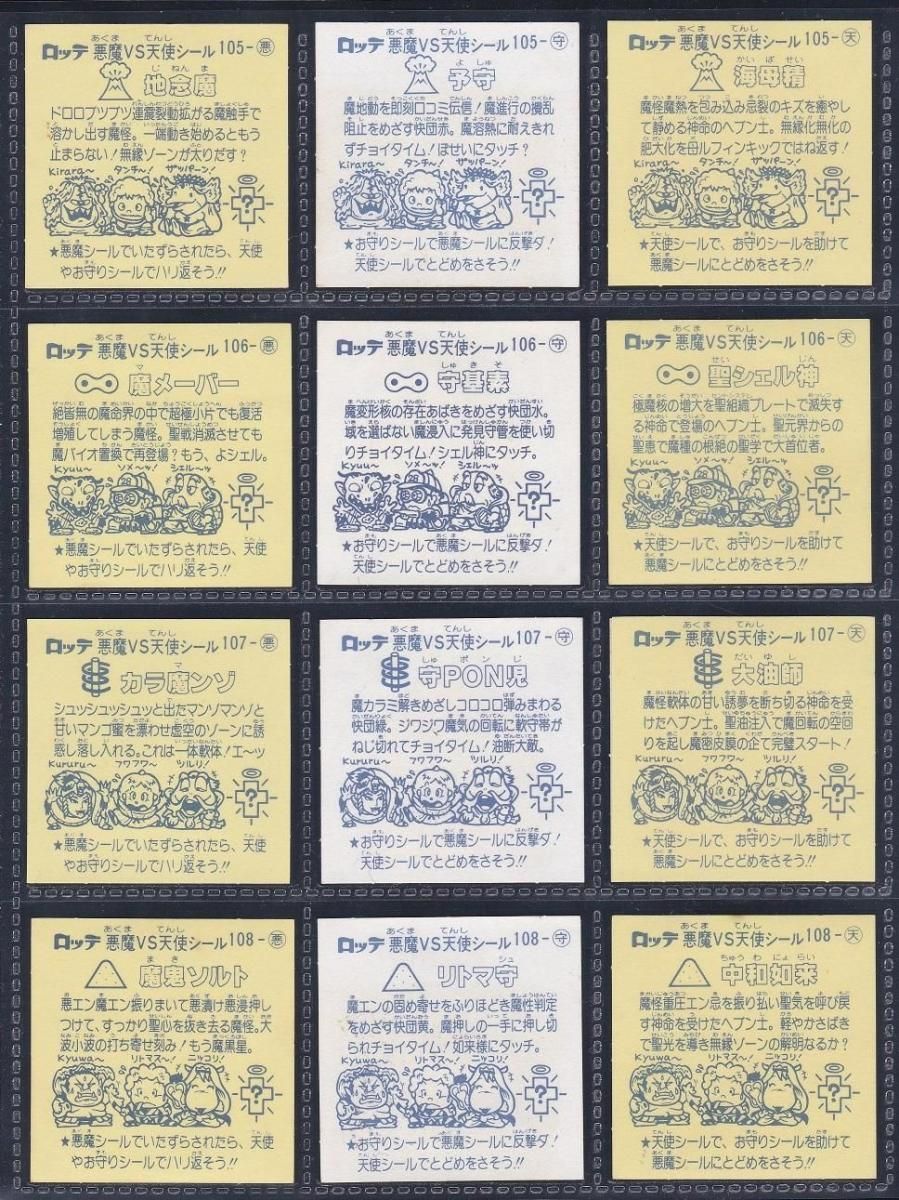 ロッテ 悪魔VS天使シール 105-悪
地念魔
ドロロプツプツ連震裂動拡がる魔触手で
溶かし出す魔怪。一端動き始めるともう
止まらない!無縁ゾーンが太りだす?
Kirara〜 タンチ〜! ザッパーン!
?
★悪魔シールでいたずらされたら、天使
やお守りシールでハリ返そう!!
ロッテ 悪魔VS天使シール 105-守
予守
魔地動を即刻口コミ伝信!魔進行の攪乱
阻止をめざす快団赤。魔溶熱に耐えきれ
ずチョイタイム!ほせいにタッチ?
Kirara〜 タンチ〜! ザッパーン!
?
★お守りシールで悪魔シールに反撃ダ!
天使シールでとどめをさそう!!
ロッテ 悪魔VS天使シール 105-天
海母精
魔怪魔熱を包み込み忌裂のキズを癒やし
て静める神命のヘブン士。無縁化無化の
肥大化を母ルフィンキックではね返す!
Kirara〜 タンチ〜! ザッパーン!
?
★天使シールで、お守りシールを助けて
悪魔シールにとどめをさそう!!
ロッテ 悪魔VS天使シール 106-悪
魔メーバー
絶皆無の魔命界の中で超極小片でも復活
増殖してしまう魔怪。聖戦消滅させても
魔バイオ置換で再登場?もう、よシェル。
Kyuu〜 ソメ〜ッ! シェル〜ッ
?
★悪魔シールでいたずらされたら、天使
やお守りシールでハリ返そう!!
ロッテ 悪魔VS天使シール 106-守
守基素
魔変形核の存在あばきをめざす快団水。
域を選ばない魔浸入に発見守管を使い切
りチョイタイム!シェル神にタッチ。
Kyuu〜 ソメ〜ッ! シェル〜ッ
?
★お守りシールで悪魔シールに反撃ダ!
天使シールでとどめをさそう!!
ロッテ 悪魔VS天使シール 106-天
聖シェル神
極魔核の増大を聖組織プレートで滅失す
る神命で登場のヘブン士。聖元界からの
聖恵で魔種の根絶の聖学で大首位者。
Kyuu〜 ソメ〜ッ! シェル〜ッ
?
★天使シールで、お守りシールを助けて
悪魔シールにとどめをさそう!!
ロッテ 悪魔VS天使シール 107-悪
カラ魔ンゾ
シュッシュッシュッと出たマンゾマンゾと
甘いマンゴ蜜を漂わせ虚空のゾーンに誘
惑し落し入れる。これは一体軟体!エ〜ッ
Kururu〜 フワフワ〜 ツルリ!
?
★悪魔シールでいたずらされたら、天使
やお守りシールでハリ返そう!!
ロッテ 悪魔VS天使シール 107-守
守PON児
魔カラミ解きめざしコロコロ弾みまわる
快団緑。ジワジワ魔気の回転に軟守帯が
ねじ切れてチョイタイム!油断大敵。
Kururu〜 フワフワ〜 ツルリ!
?
★お守りシールで悪魔シールに反撃ダ!
天使シールでとどめをさそう!!
ロッテ 悪魔VS天使シール 107-天
大油師
魔怪軟体の甘い誘夢を断ち切る神命を受
けたヘブン士。聖油注入で魔回転の空回
りを起し魔密皮膜の企て完璧スタート!
Kururu〜 フワフワ〜 ツルリ!
?
★天使シールで、お守りシールを助けて
悪魔シールにとどめをさそう!!
ロッテ 悪魔VS天使シール 108-悪
魔鬼ソルト
悪エン魔エン振りまいて悪漬け悪浸押し
つけて、すっかり聖心を抜き去る魔怪。大
波小波の打ち寄せ刻み!もう魔黒星。
Kyuwa〜 リトマス〜! ニャコリ!
?
★悪魔シールでいたずらされたら、天使
やお守りシールでハリ返そう!!
ロッテ 悪魔VS天使シール 108-守
リトマ守
魔エンの固め寄せをふりほどき魔性判定
をめざす快団黄。魔押しの一手に押し切
られチョイタイム!如来様にタッチ。
Kyuwa〜 リトマス〜! ニャコリ!
?
★お守りシールで悪魔シールに反撃ダ!
天使シールでとどめをさそう!!
ロッテ 悪魔VS天使シール 108-天
中和如来
魔怪重圧エン忌を振り払い聖気を呼び戻
す神命を受けたヘブン士。軽やかさばき
で聖光を導き無縁ゾーンの解明なるか?
Kyuwa〜 リトマス〜! ニャコリ!
?
★天使シールで、お守りシールを助けて
悪魔シールにとどめをさそう!!